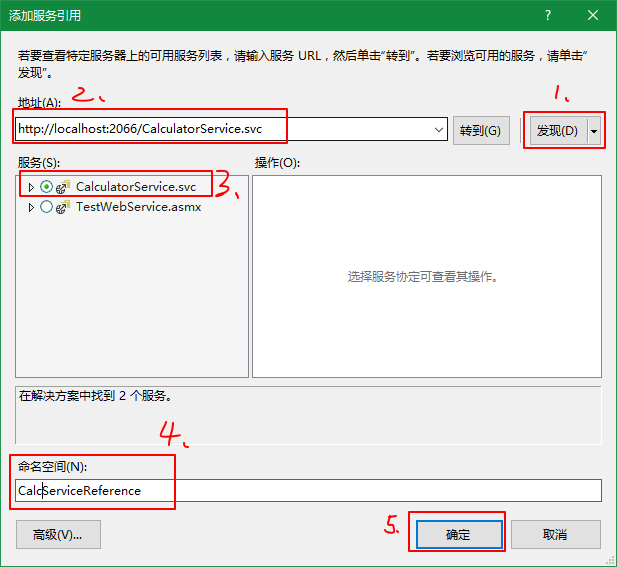 添加服务引用
若要查看特定服务器上的可用服务列表，请输入服务 URL，然后单击“转到”。若要浏览可用的服务，请单击“
发现”。
2、
1、
地址(A):
http://localhost:2066/CalculatorService.svc
转到(G)
发现(D)
服务(S):
操作(O):
CalculatorService.svc
3、
TestWebService.asmx
选择服务协定可查看其操作。
在解决方案中找到 2 个服务。
4、
命名空间(N):
CalcServiceReference
5.
高级(V)...
确定
取消